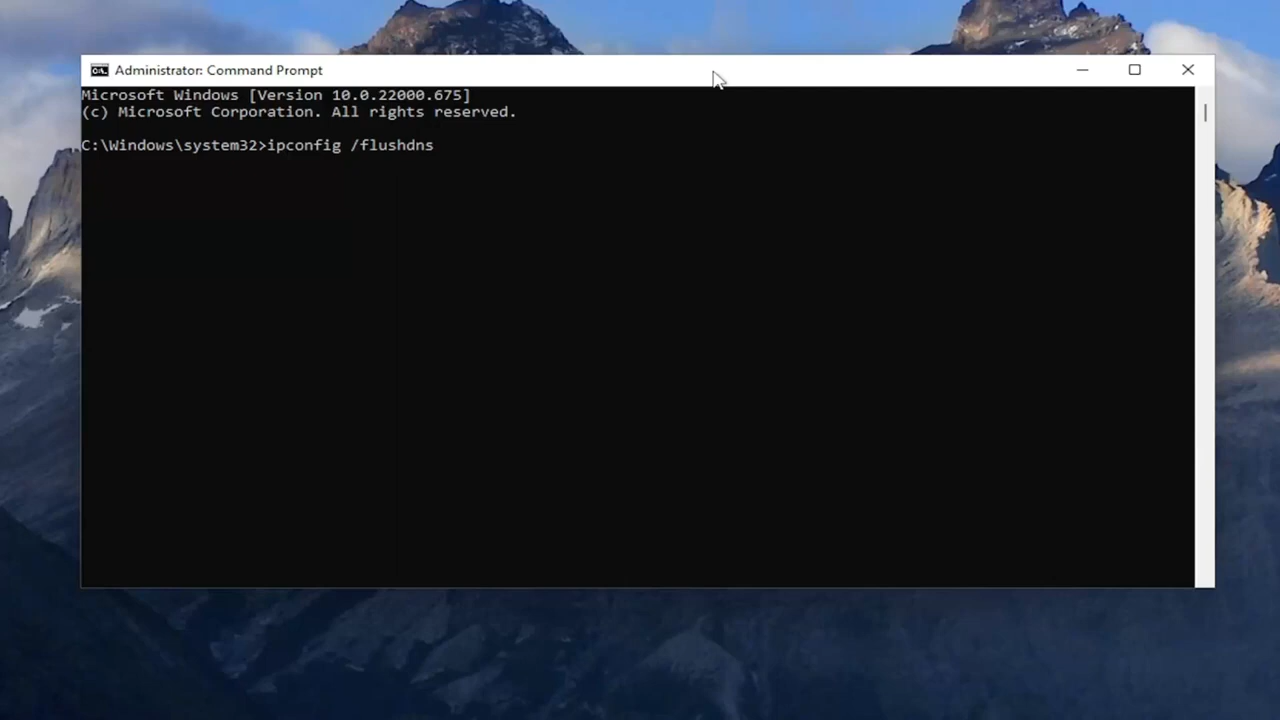 Administrator: Command Prompt
Microsoft Windows [Version 10.0.22000.675]
(c) Microsoft Corporation. All rights reserved.
C:\Windows\system32>ipconfig /flushdns